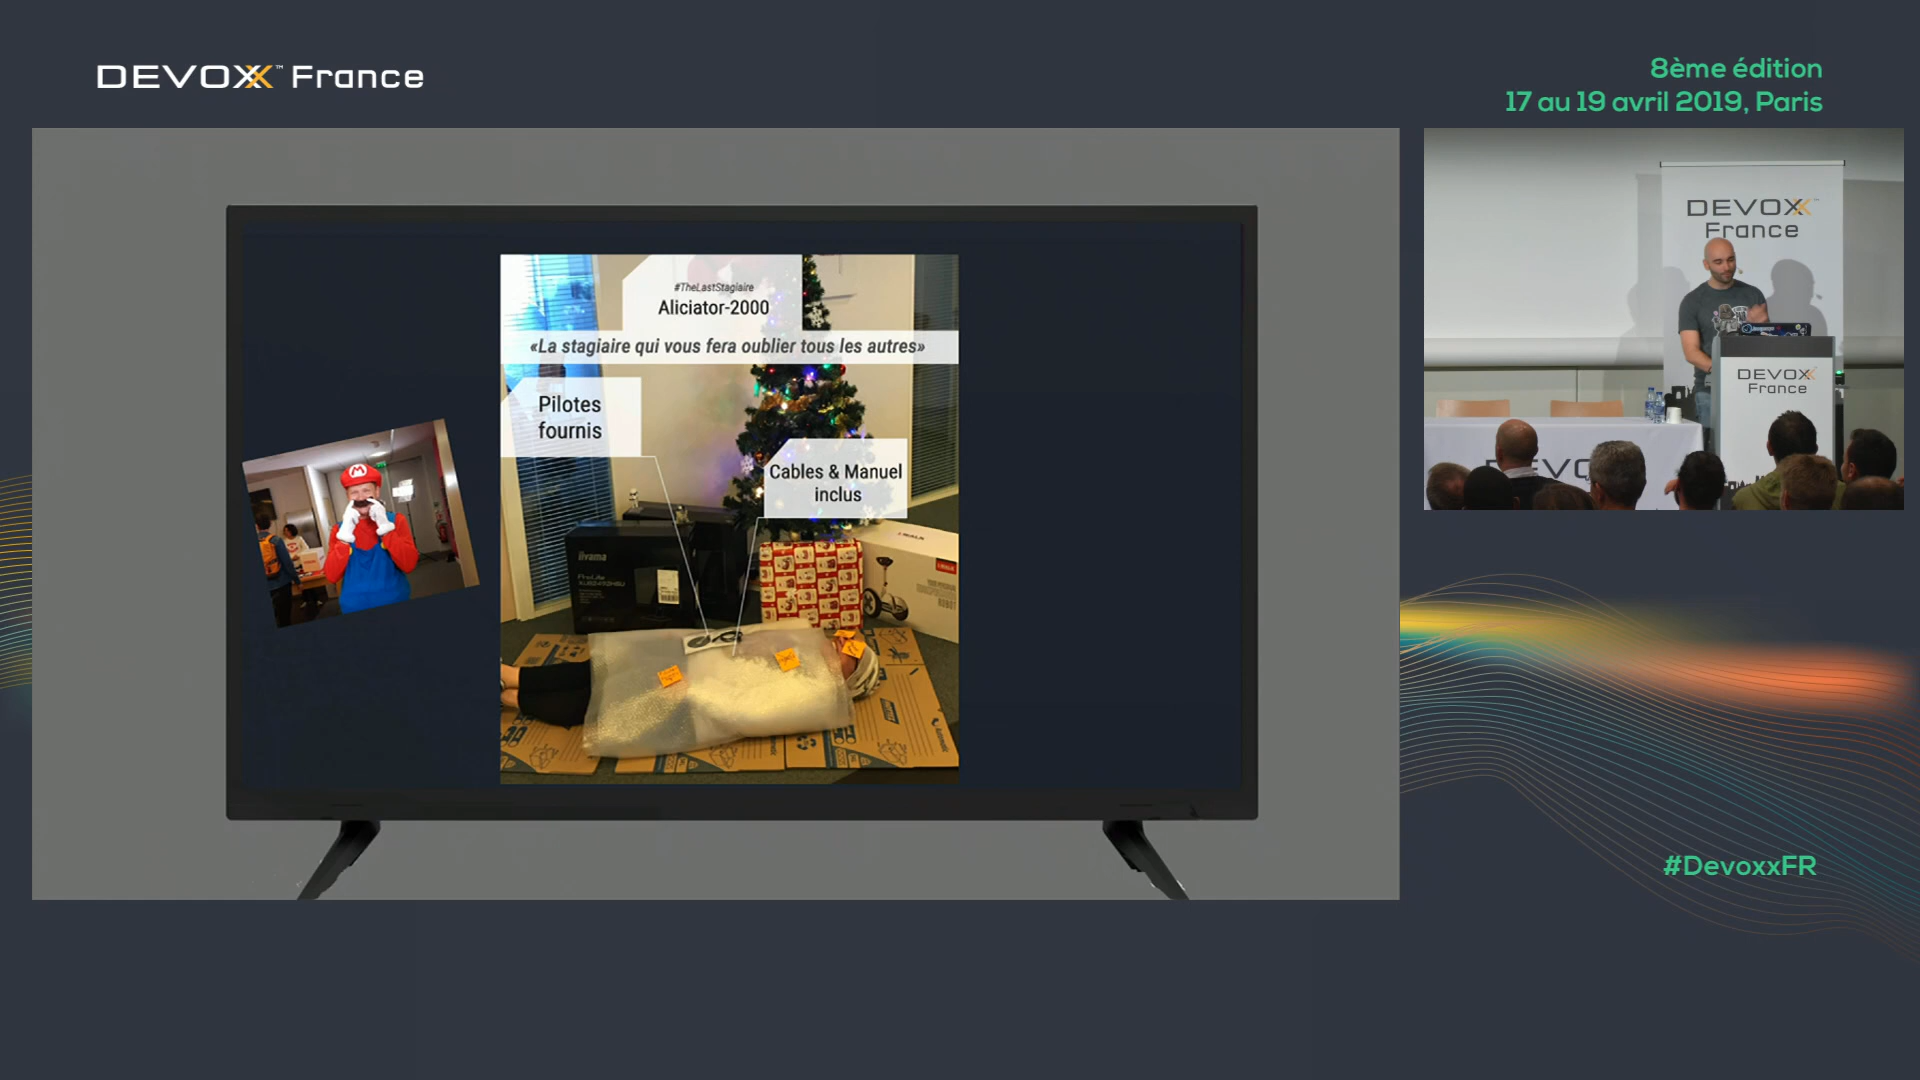 DEVOXX™ France
8ème édition
17 au 19 avril 2019, Paris
#TheLastStagiaire
Aliciator-2000
«La stagiaire qui vous fera oublier tous les autres»
Pilotes
fournis
Cables & Manuel
inclus
iiyama
DEVOXX
France
DEVOXX
France
#DevoxxFR